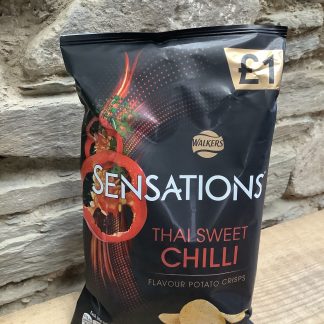 £1
WALKERS
SENSATIONS
THAI SWEET
CHILLI
FLAVOUR POTATO CRISPS